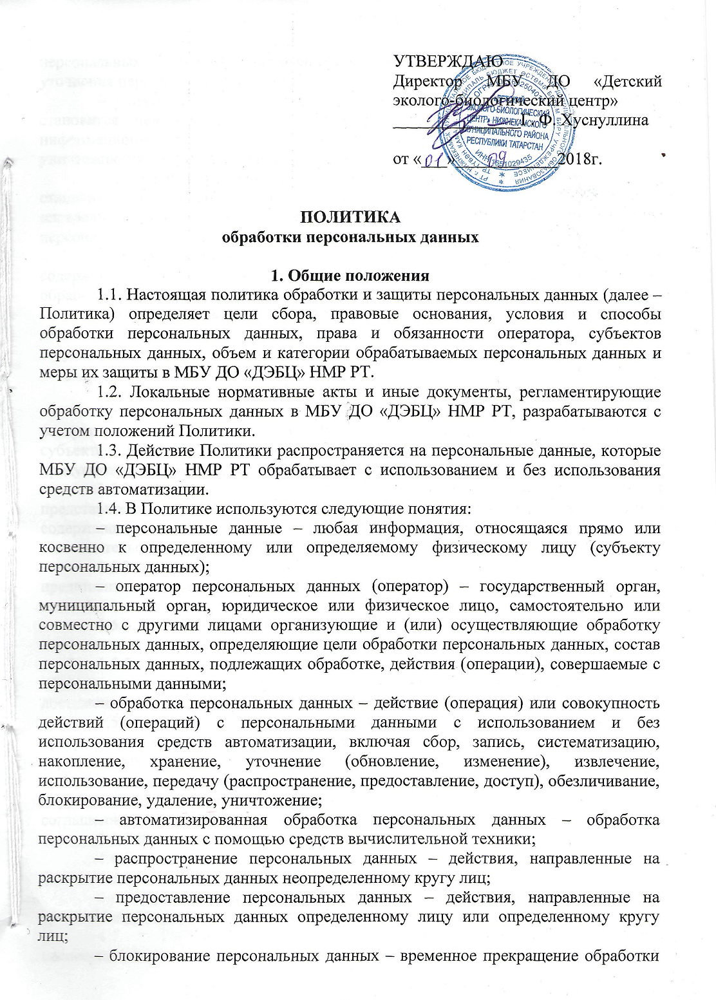 УТВЕРЖДАЮ
Директор МБУ ДО «Детский
эколого-биологический центр»
Г. Ф. Хуснуллина
от «01» 09 2018г.
ЭКОЛОГО-БИОЛОГИЧЕСКИЙ
ЦЕНТР» НИЖНЕКАМСКОГО
МУНИЦИПАЛЬНОГО РАЙОНА
РЕСПУБЛИКИ ТАТАРСТАН
ИНН 1651029435
ПОЛИТИКА
обработки персональных данных
1. Общие положения
1.1. Настоящая политика обработки и защиты персональных данных (далее –
Политика) определяет цели сбора, правовые основания, условия и способы
обработки персональных данных, права и обязанности оператора, субъектов
персональных данных, объем и категории обрабатываемых персональных данных и
меры их защиты в МБУ ДО «ДЭБЦ» НМР РТ.
1.2. Локальные нормативные акты и иные документы, регламентирующие
обработку персональных данных в МБУ ДО «ДЭБЦ» НМР РТ, разрабатываются с
учетом положений Политики.
1.3. Действие Политики распространяется на персональные данные, которые
МБУ ДО «ДЭБЦ» НМР РТ обрабатывает с использованием и без использования
средств автоматизации.
1.4. В Политике используются следующие понятия:
– персональные данные – любая информация, относящаяся прямо или
косвенно к определенному или определяемому физическому лицу (субъекту
персональных данных);
– оператор персональных данных (оператор) – государственный орган,
муниципальный орган, юридическое или физическое лицо, самостоятельно или
совместно с другими лицами организующие и (или) осуществляющие обработку
персональных данных, определяющие цели обработки персональных данных, состав
персональных данных, подлежащих обработке, действия (операции), совершаемые с
персональными данными;
– обработка персональных данных – действие (операция) или совокупность
действий (операций) с персональными данными с использованием и без
использования средств автоматизации, включая сбор, запись, систематизацию,
накопление, хранение, уточнение (обновление, изменение), извлечение,
использование, передачу (распространение, предоставление, доступ), обезличивание,
блокирование, удаление, уничтожение;
– автоматизированная обработка персональных данных – обработка
персональных данных с помощью средств вычислительной техники;
– распространение персональных данных – действия, направленные на
раскрытие персональных данных неопределенному кругу лиц;
– предоставление персональных данных – действия, направленные на
раскрытие персональных данных определенному лицу или определенному кругу
лиц;
– блокирование персональных данных – временное прекращение обработки